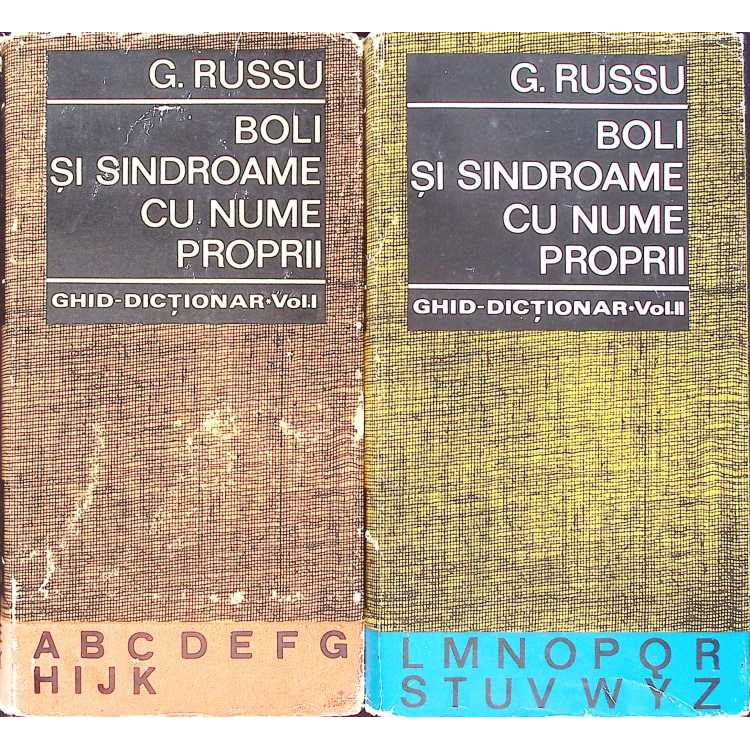 G. RUSSU
BOLI
ȘI SINDROAME
CU NUME
PROPRII
GHID-DICȚIONAR·Vol.I
A B C D E F G
H I J K
G. RUSSU
BOLI
ȘI SINDROAME
CU NUME
PROPRII
GHID-DICȚIONAR·Vol.II
L M N O P Q R
S T U V W Y Z